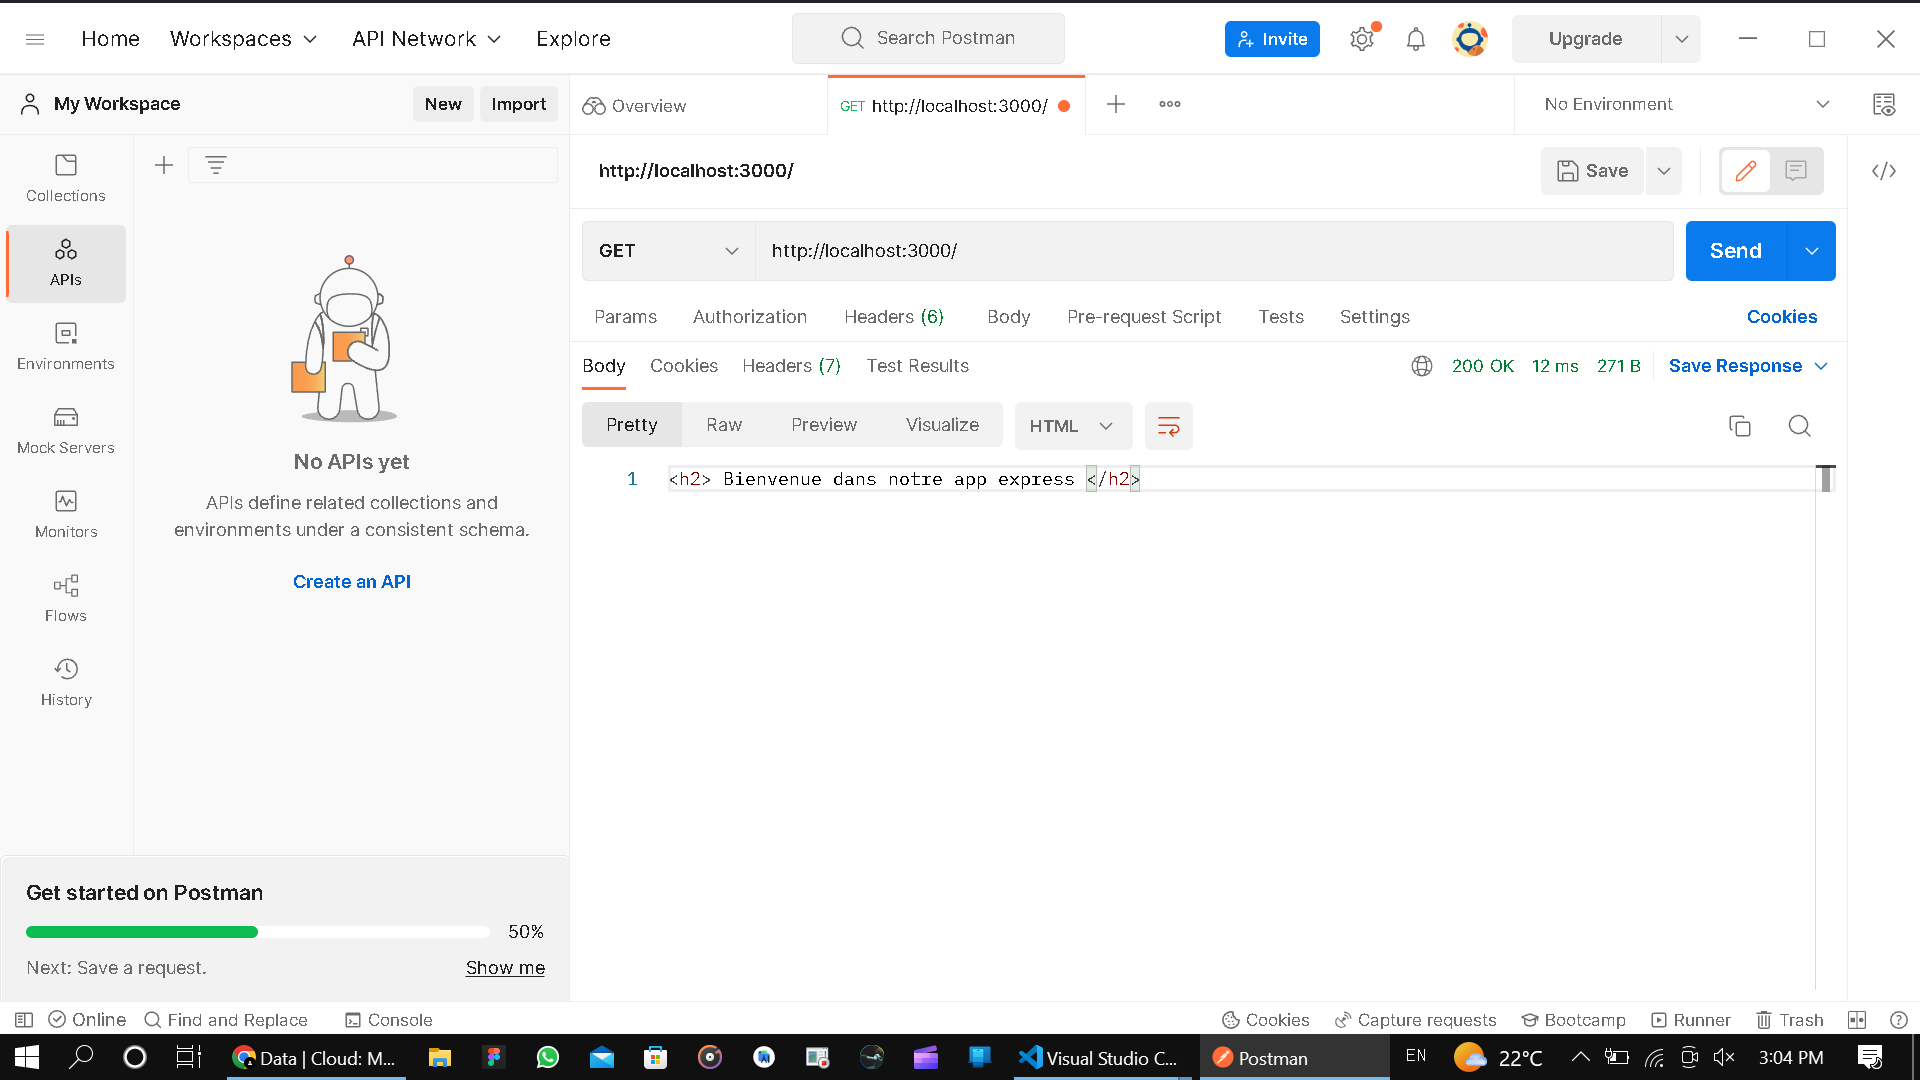 Home Workspaces API Network Explore Search Postman Invite Upgrade
My Workspace New Import Overview GET http://localhost:3000/ No Environment
Collections
APIs
Environments
Mock Servers
Monitors
Flows
History
No APIs yet
APIs define related collections and
environments under a consistent schema.
Create an API
Get started on Postman
50%
Next: Save a request. Show me
http://localhost:3000/ Save
GET http://localhost:3000/ Send
Params Authorization Headers (6) Body Pre-request Script Tests Settings Cookies
Body Cookies Headers (7) Test Results 200 OK 12 ms 271 B Save Response
Pretty Raw Preview Visualize HTML
1 <h2> Bienvenue dans notre app express </h2>
Online Find and Replace Console Cookies Capture requests Bootcamp Runner Trash
Data | Cloud: M... Visual Studio C... Postman EN 22°C 3:04 PM